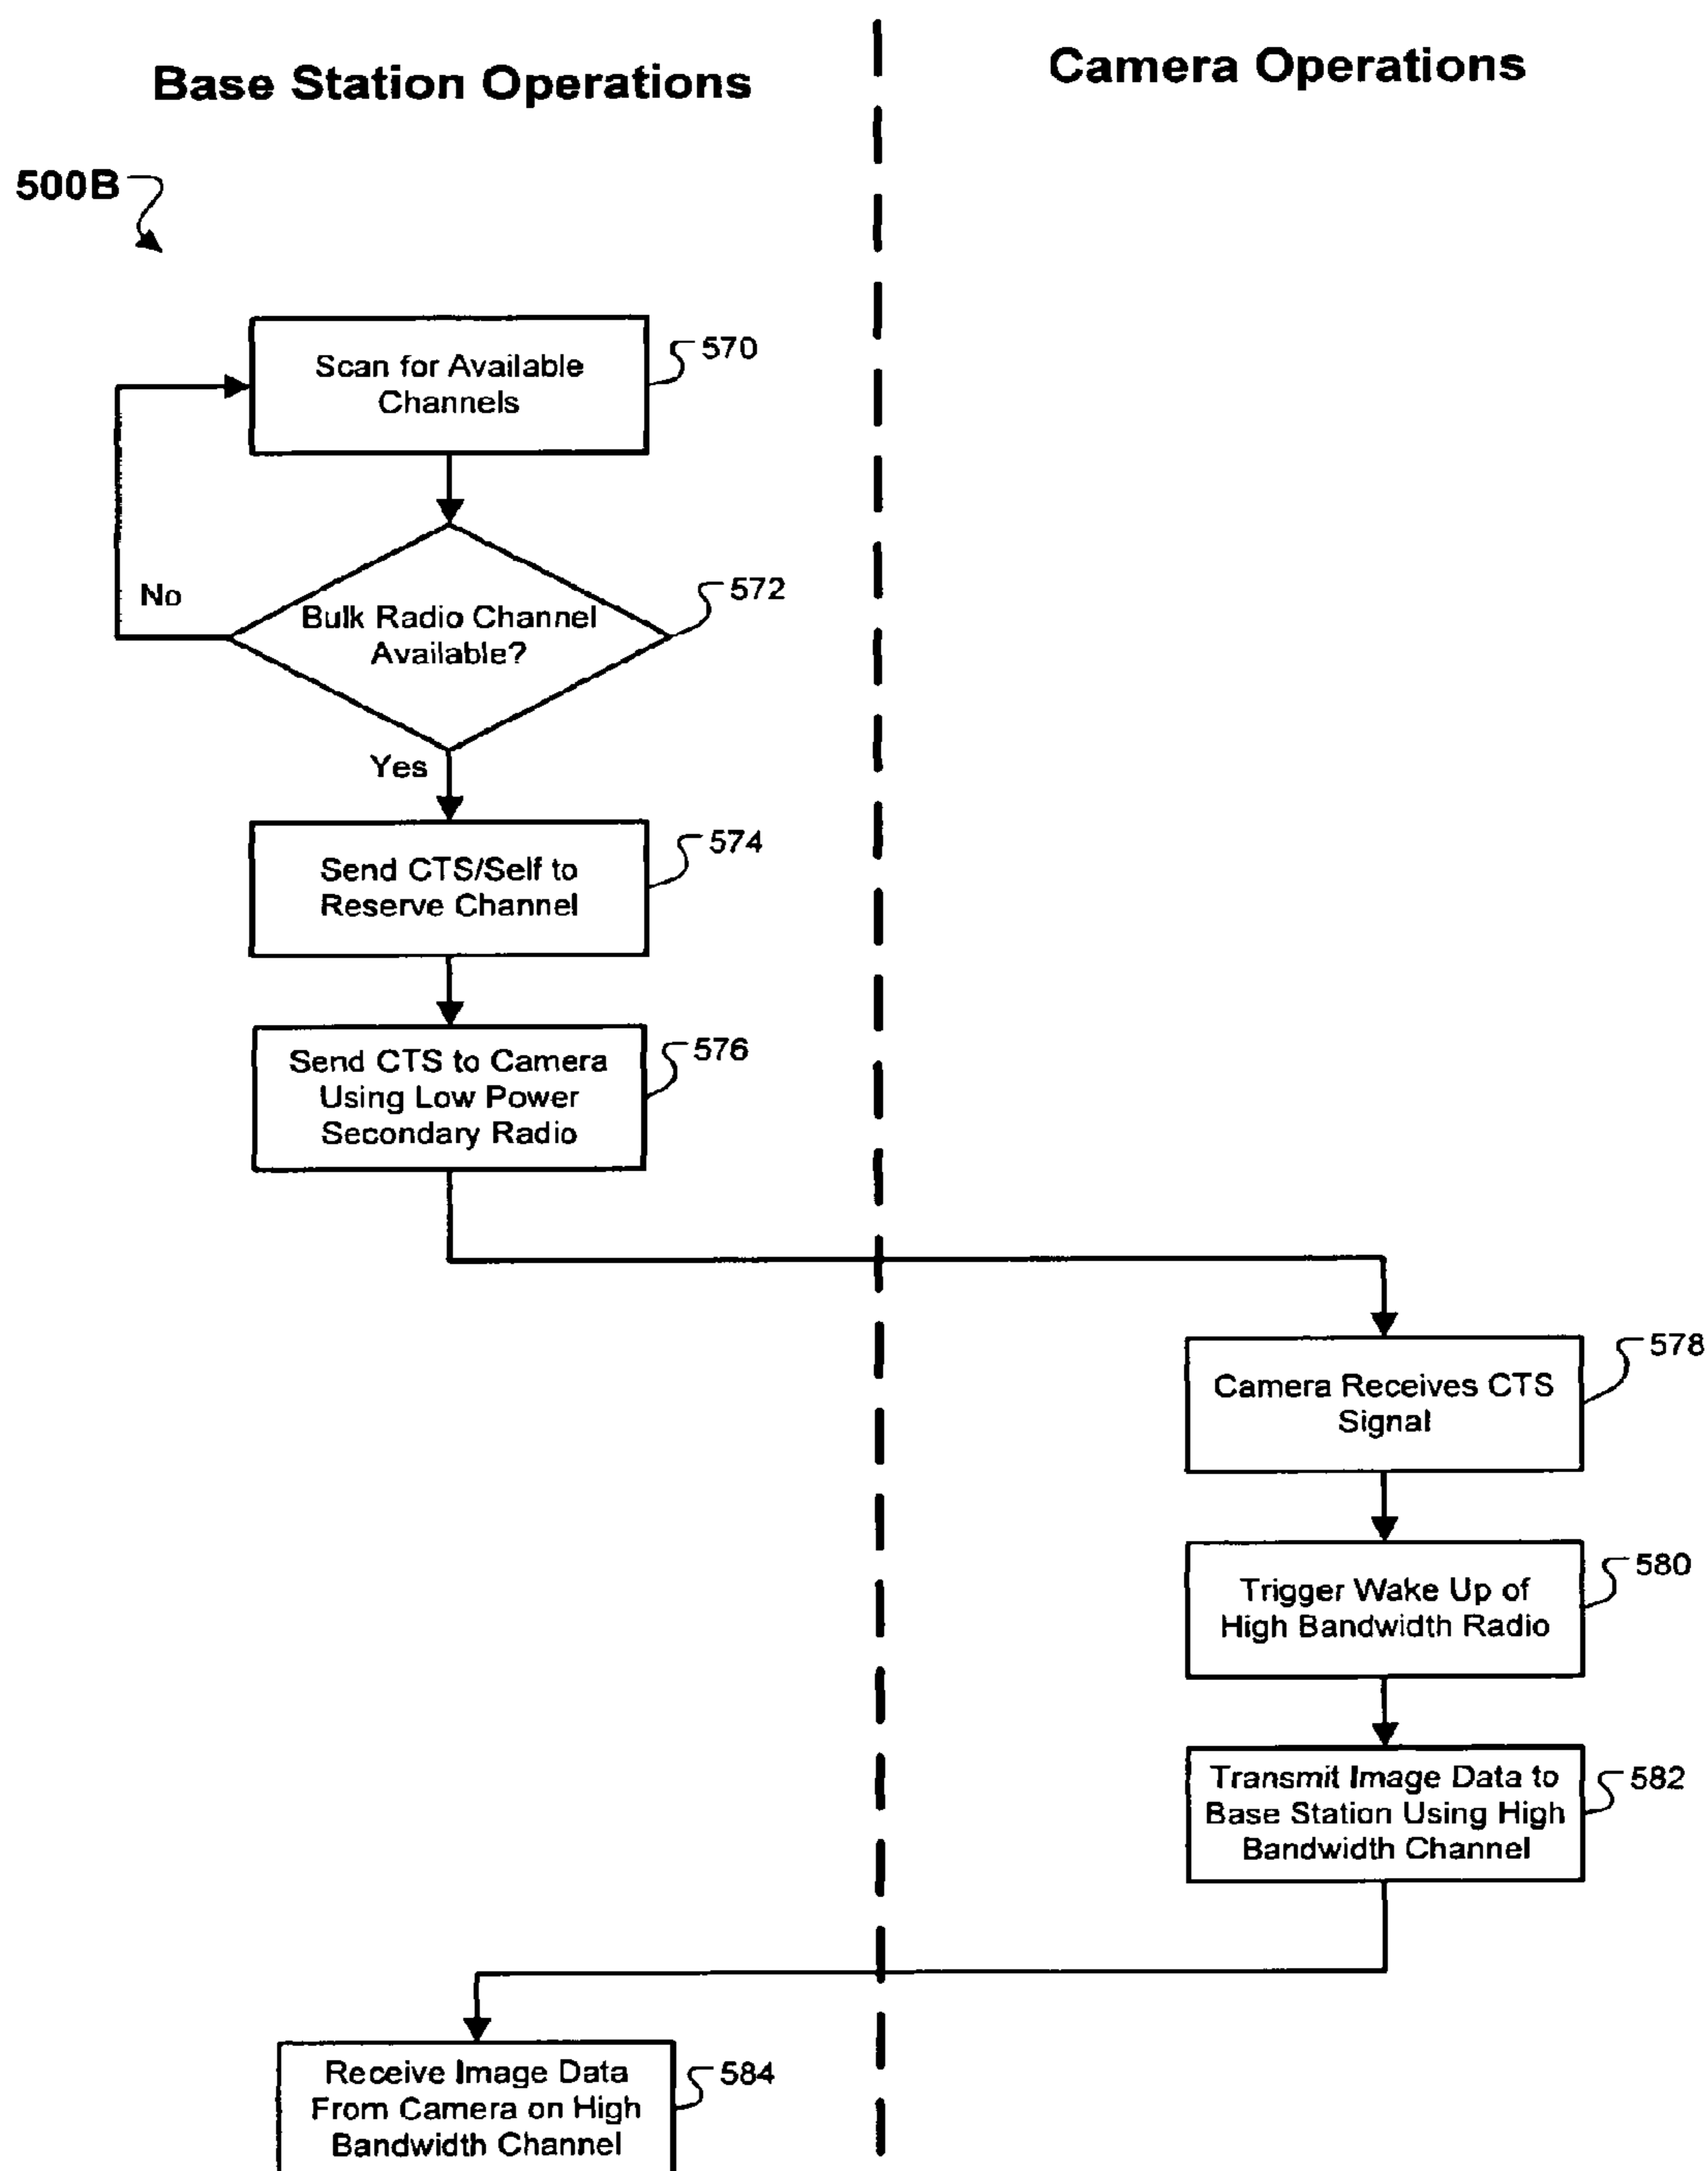 Base Station Operations
Camera Operations
500B
Scan for Available
Channels
570
Bulk Radio Channel
Available?
572
No
Yes
Send CTS/Self to
Reserve Channel
574
Send CTS to Camera
Using Low Power
Secondary Radio
576
Camera Receives CTS
Signal
578
Trigger Wake Up of
High Bandwidth Radio
580
Transmit Image Data to
Base Station Using High
Bandwidth Channel
582
Receive Image Data
From Camera on High
Bandwidth Channel
584